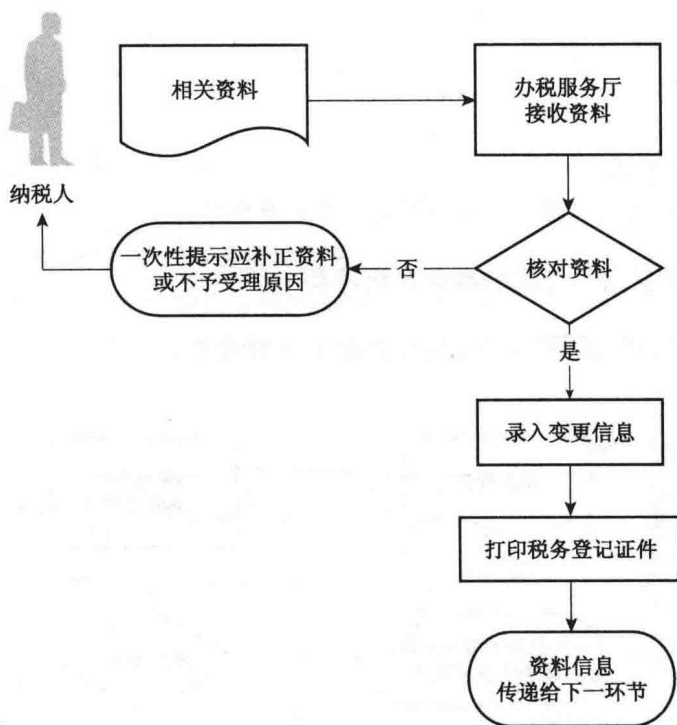 相关资料
办税服务厅
接收资料
纳税人
一次性提示应补正资料
或不予受理原因
否
核对资料
是
录入变更信息
打印税务登记证件
资料信息
传递给下一环节